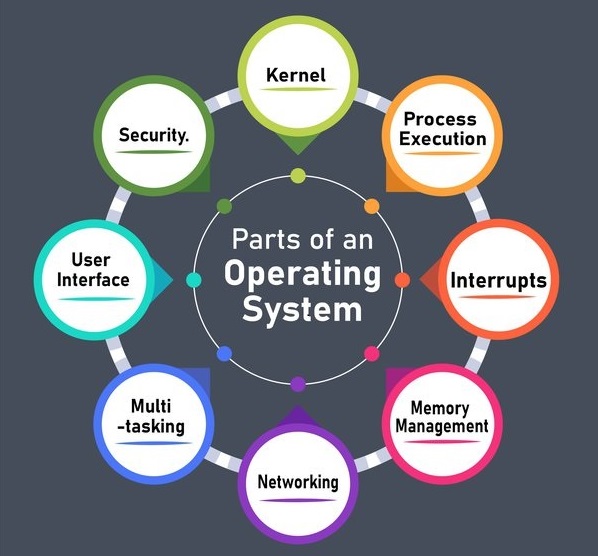 Parts of an
Operating
System
Kernel
Process
Execution
Interrupts
Memory
Management
Networking
Multi
-tasking
User
Interface
Security.